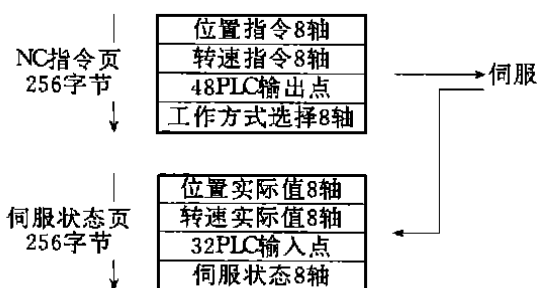 NC指令页
256字节
位置指令8轴
转速指令8轴
48PLC输出点
工作方式选择8轴
伺服
伺服状态页
256字节
位置实际值8轴
转速实际值8轴
32PLC输入点
伺服状态8轴